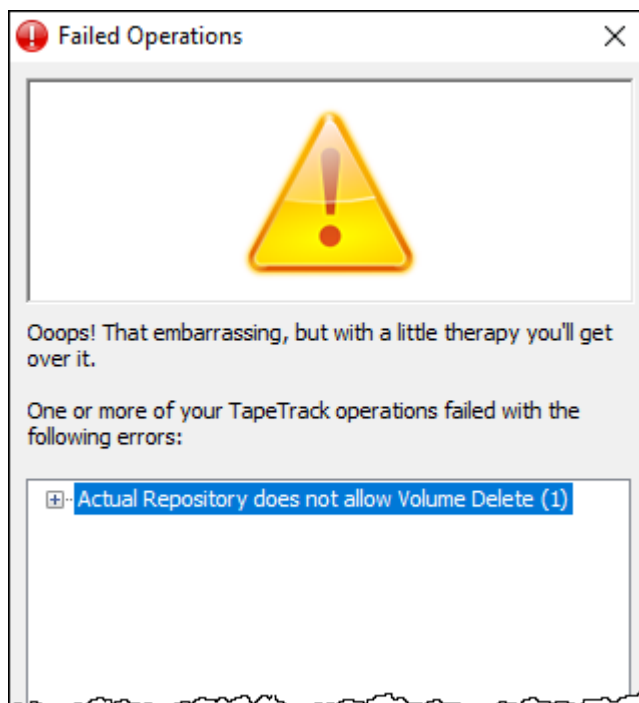 Failed Operations
Ooops! That embarrassing, but with a little therapy you'll get
over it.
One or more of your TapeTrack operations failed with the
following errors:
Actual Repository does not allow Volume Delete (1)